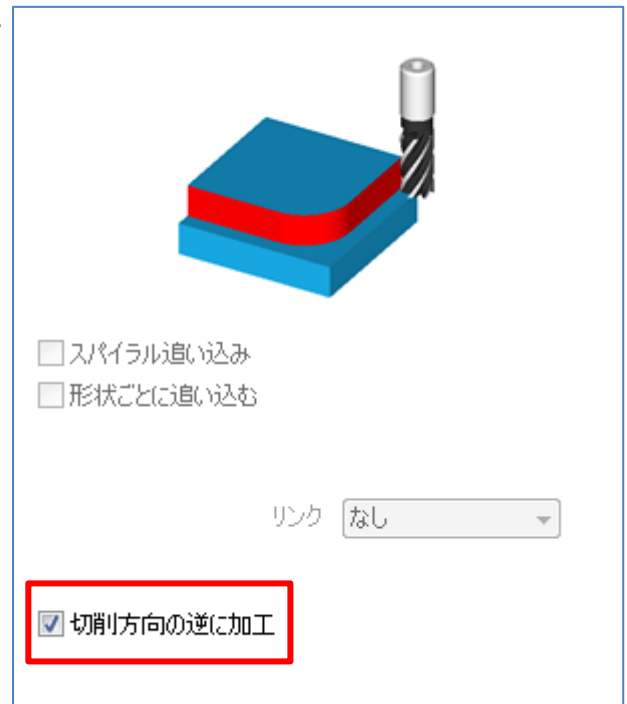 スパイラル追い込み
形状ごとに追い込む
リンク なし
切削方向の逆に加工